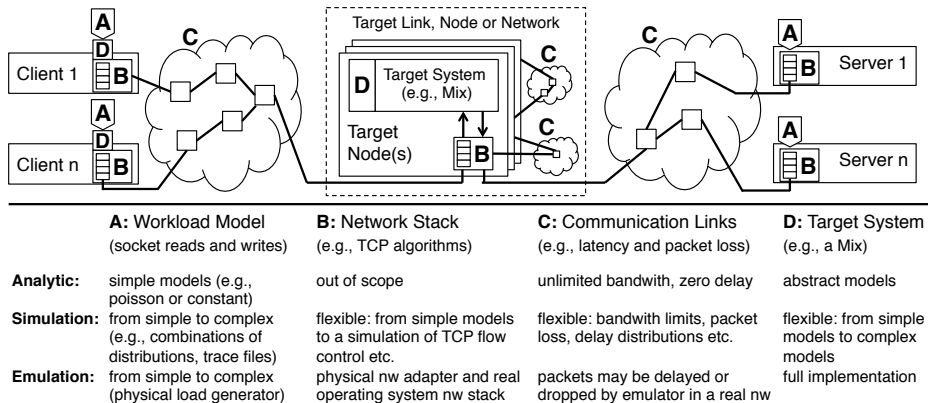 Target Link, Node or Network
A
D
B
Client 1
A
D
B
Client n
C
D
Target System
(e.g., Mix)
Target
Node(s)
B
C
C
C
A
B
Server 1
A
B
Server n
A: Workload Model
(socket reads and writes)
B: Network Stack
(e.g., TCP algorithms)
C: Communication Links
(e.g., latency and packet loss)
D: Target System
(e.g., a Mix)
Analytic:
simple models (e.g.,
poisson or constant)
out of scope
unlimited bandwith, zero delay
abstract models
Simulation:
from simple to complex
(e.g., combinations of
distributions, trace files)
flexible: from simple models
to a simulation of TCP flow
control etc.
flexible: bandwith limits, packet
loss, delay distributions etc.
flexible: from simple
models to complex
models
Emulation:
from simple to complex
(physical load generator)
physical nw adapter and real
operating system nw stack
packets may be delayed or
dropped by emulator in a real nw
full implementation